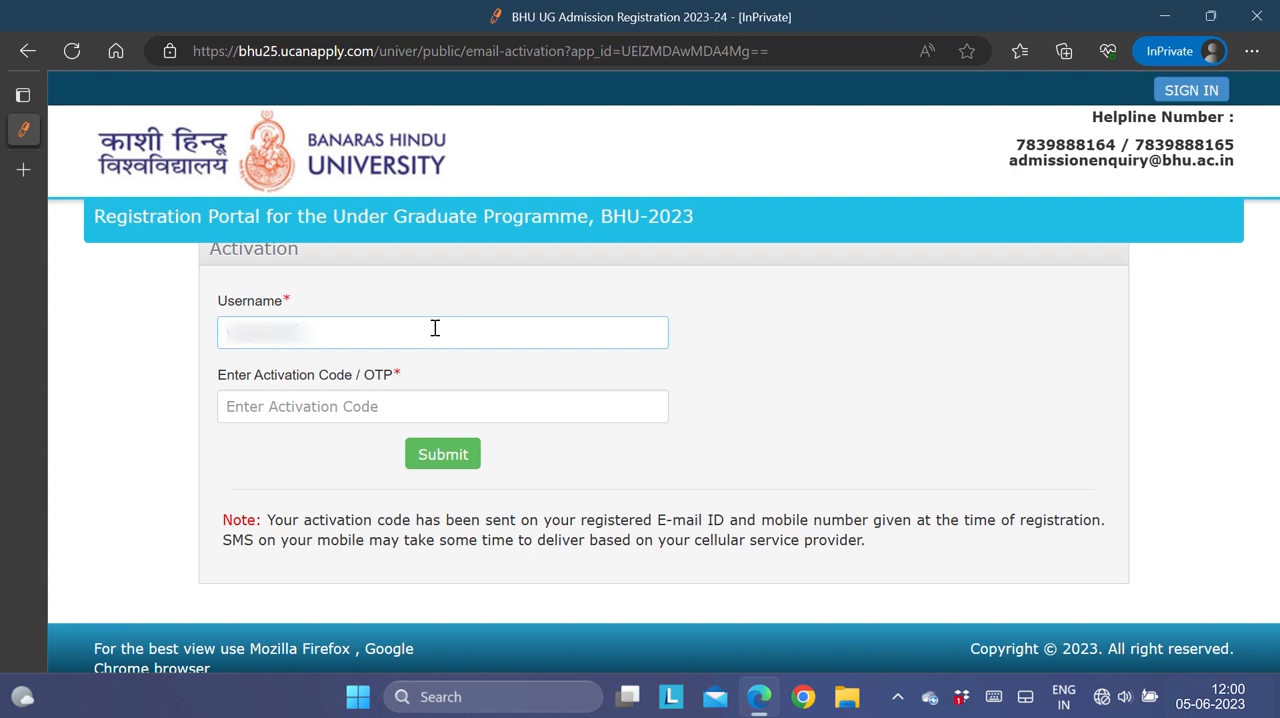 BHU UG Admission Registration 2023-24 - [InPrivate]
https://bhu25.ucanapply.com/univer/public/email-activation?app_id=UElZMDAwMDA4Mg==
InPrivate
SIGN IN
Helpline Number :
7839888164 / 7839888165
admissionenquiry@bhu.ac.in
काशी हिन्दू
विश्वविद्यालय
BANARAS HINDU
UNIVERSITY
Registration Portal for the Under Graduate Programme, BHU-2023
Activation
Username*
Enter Activation Code / OTP*
Enter Activation Code
Submit
Note: Your activation code has been sent on your registered E-mail ID and mobile number given at the time of registration.
SMS on your mobile may take some time to deliver based on your cellular service provider.
For the best view use Mozilla Firefox , Google
Chrome browser
Copyright © 2023. All right reserved.
Search
ENG
IN
12:00
05-06-2023